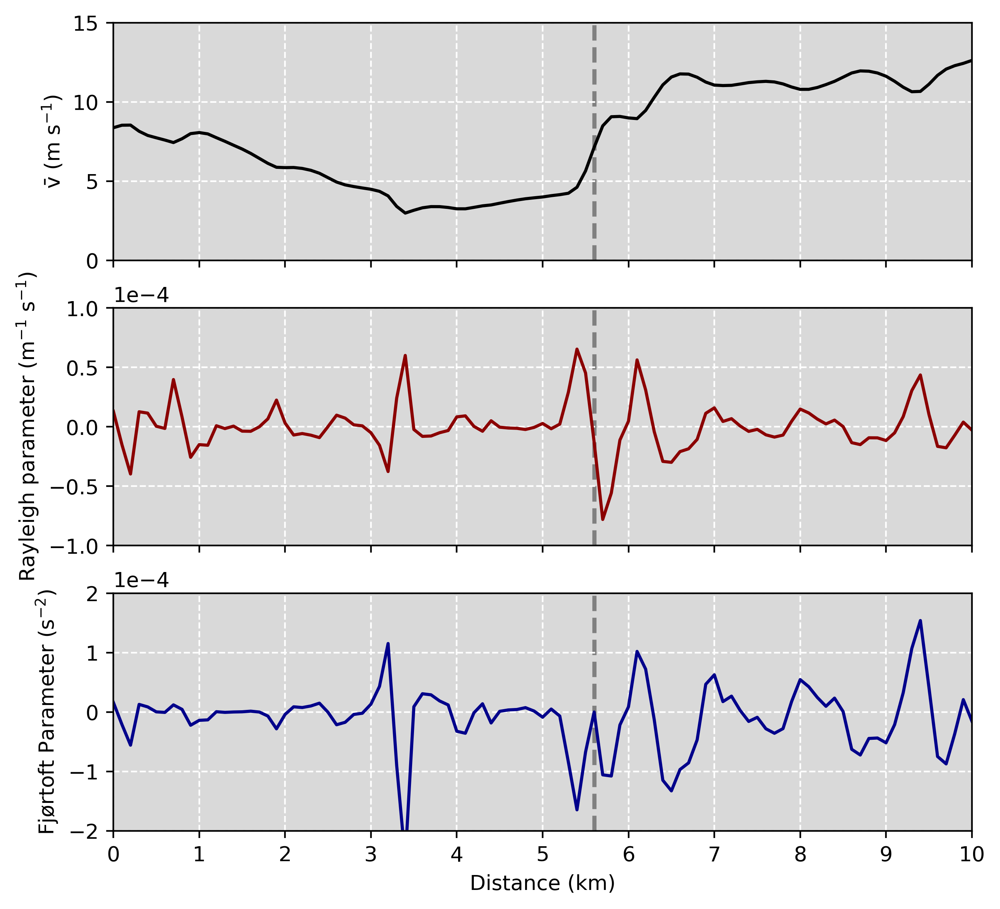 15
10
5
0
v̄ (m s⁻¹)
1e−4
1.0
0.5
0.0
−0.5
−1.0
Rayleigh parameter (m⁻¹ s⁻¹)
1e−4
2
1
0
−1
−2
Fjørtoft Parameter (s⁻²)
0 1 2 3 4 5 6 7 8 9 10
Distance (km)